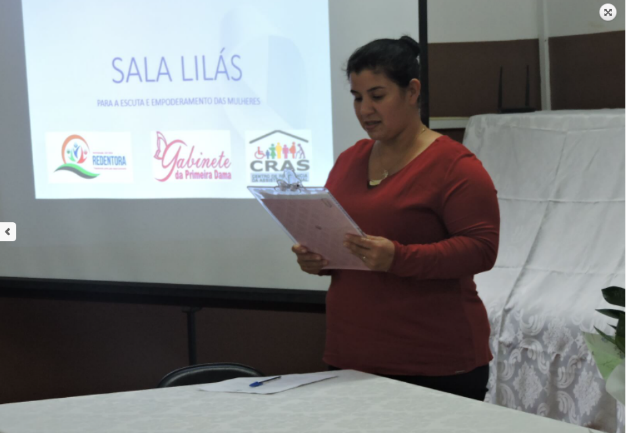 SALA LILÁS
PARA A ESCUTA E EMPODERAMENTO DAS MULHERES
REDENTORA
Gabinete
da Primeira Dama
CRAS